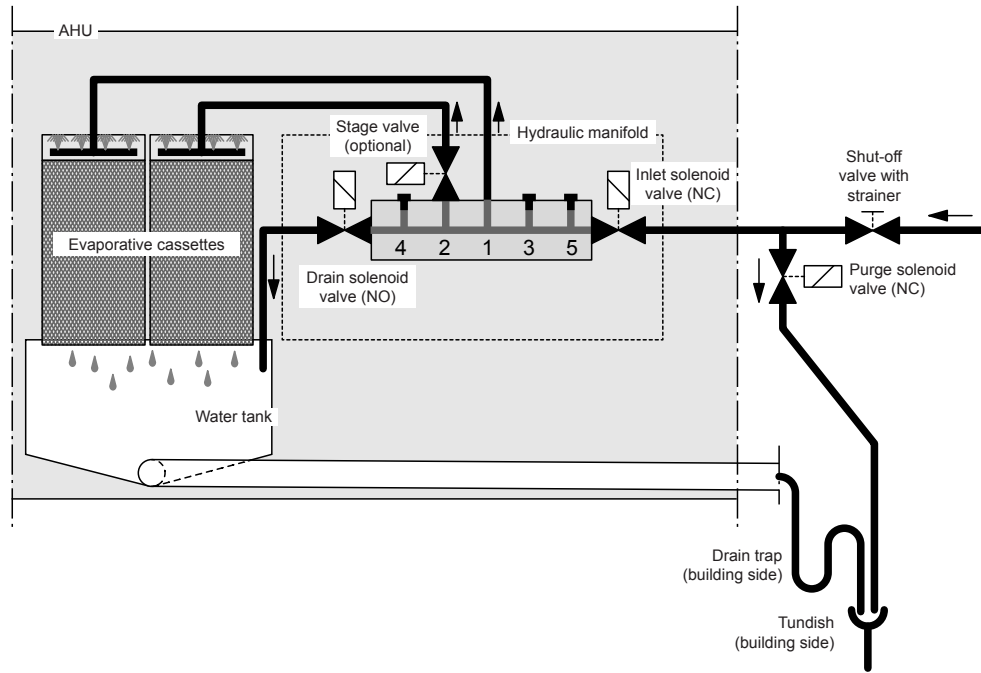 AHU
Stage valve
(optional)
Hydraulic manifold
Inlet solenoid
valve (NC)
Shut-off
valve with
strainer
Evaporative cassettes
4 2 1 3 5
Drain solenoid
valve (NO)
Purge solenoid
valve (NC)
Water tank
Drain trap
(building side)
Tundish
(building side)